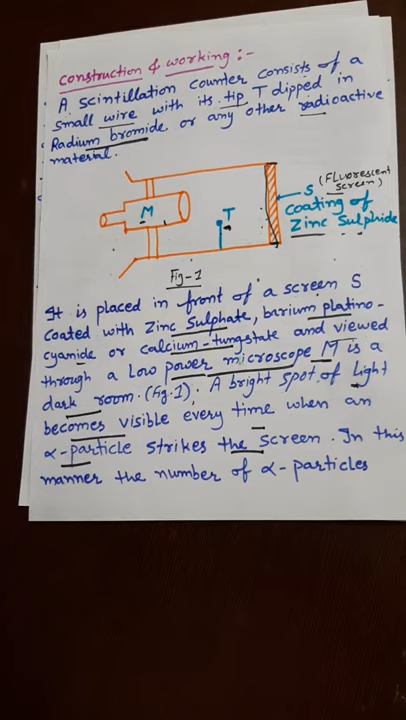 construction & working :-
A scintillation counter consists of a
small wire with its tip T dipped in
Radium bromide or any other radioactive
material.
M
T
S (Fluorescent
screen)
coating of
Zinc Sulphide
Fig-1
It is placed in front of a screen S
coated with Zinc Sulphate, barium platino-
cyamide or calcium-tungstate and viewed
through a Low power microscope M is a
dark room. (Fig.1). A bright spot of Light
becomes visible every time when an
α-particle strikes the screen. In this
manner the number of α-particles